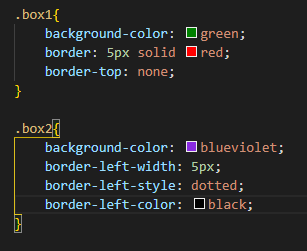 .box1{
    background-color: green;
    border: 5px solid red;
    border-top: none;
}
.box2{
    background-color: blueviolet;
    border-left-width: 5px;
    border-left-style: dotted;
    border-left-color: black;
}